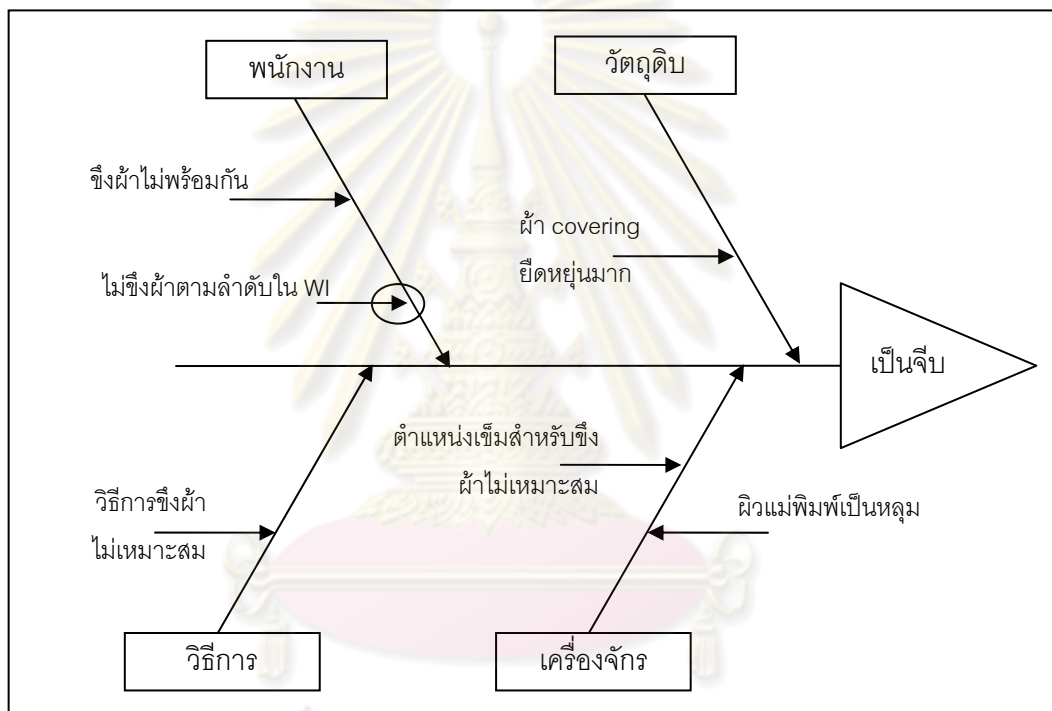 พนักงาน
วัตถุดิบ
ขึงผ้าไม่พร้อมกัน
ผ้า covering
ยืดหยุ่นมาก
ไม่ขึงผ้าตามลำดับใน WI
เป็นจีบ
ตำแหน่งเข็มสำหรับขึง
ผ้าไม่เหมาะสม
วิธีการขึงผ้า
ไม่เหมาะสม
ผิวแม่พิมพ์เป็นหลุม
วิธีการ
เครื่องจักร